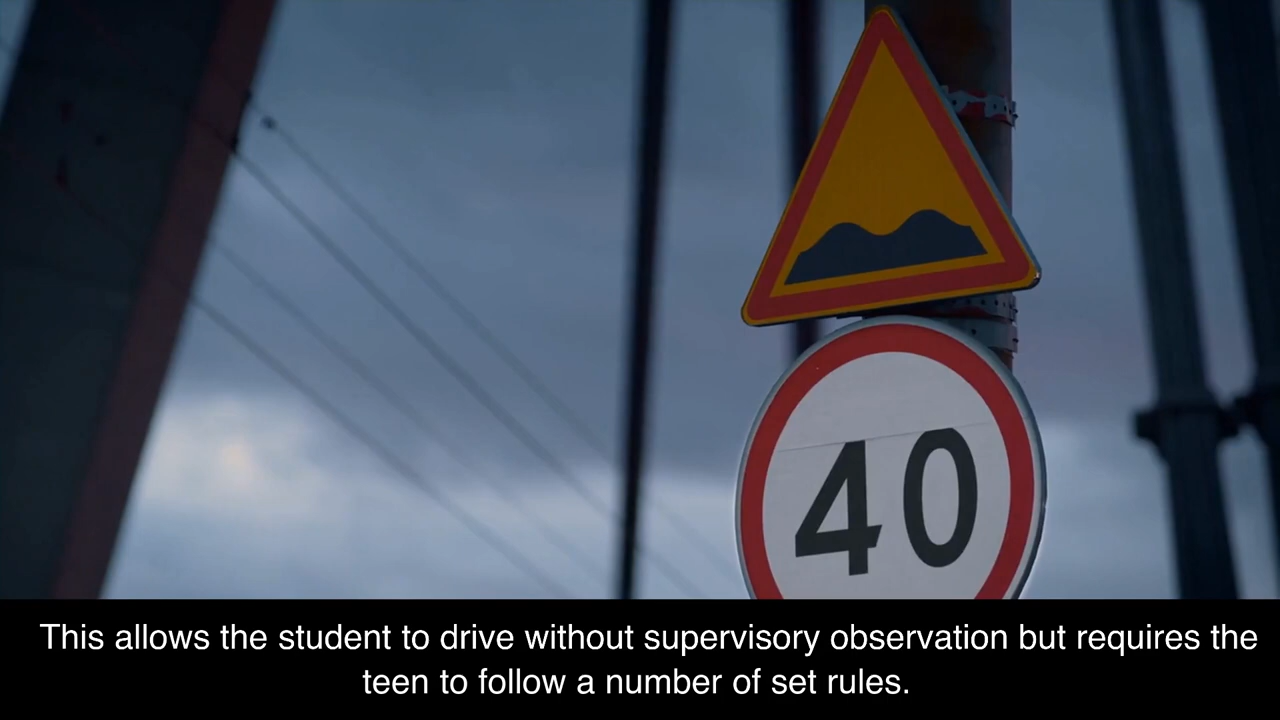 40
This allows the student to drive without supervisory observation but requires the
teen to follow a number of set rules.